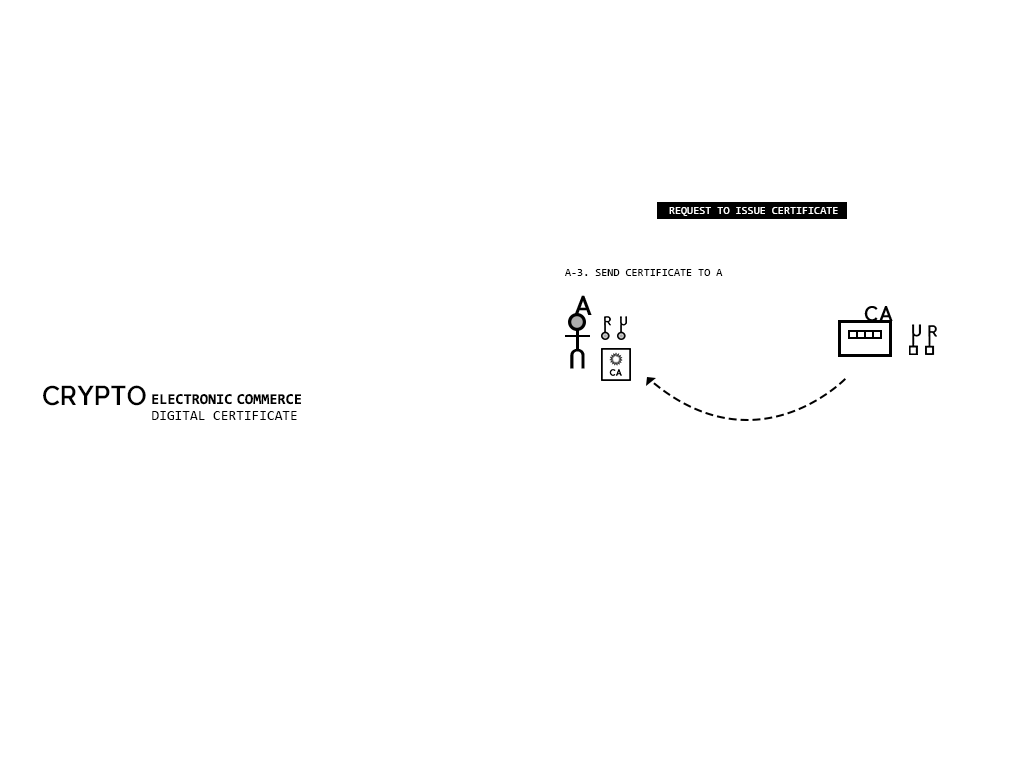 REQUEST TO ISSUE CERTIFICATE
A-3. SEND CERTIFICATE TO A
A
R U
CA
CA
U R
CRYPTO ELECTRONIC COMMERCE
DIGITAL CERTIFICATE